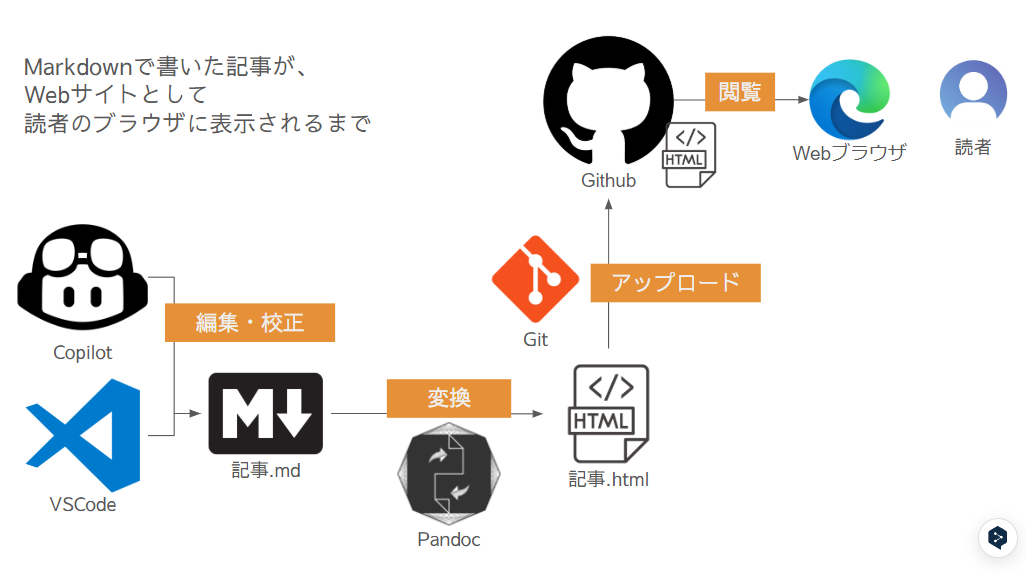 Markdownで書いた記事が、
Webサイトとして
読者のブラウザに表示されるまで
閲覧
HTML
Github
Webブラウザ
読者
Copilot
編集・校正
VSCode
M
記事.md
変換
Pandoc
Git
アップロード
HTML
記事.html